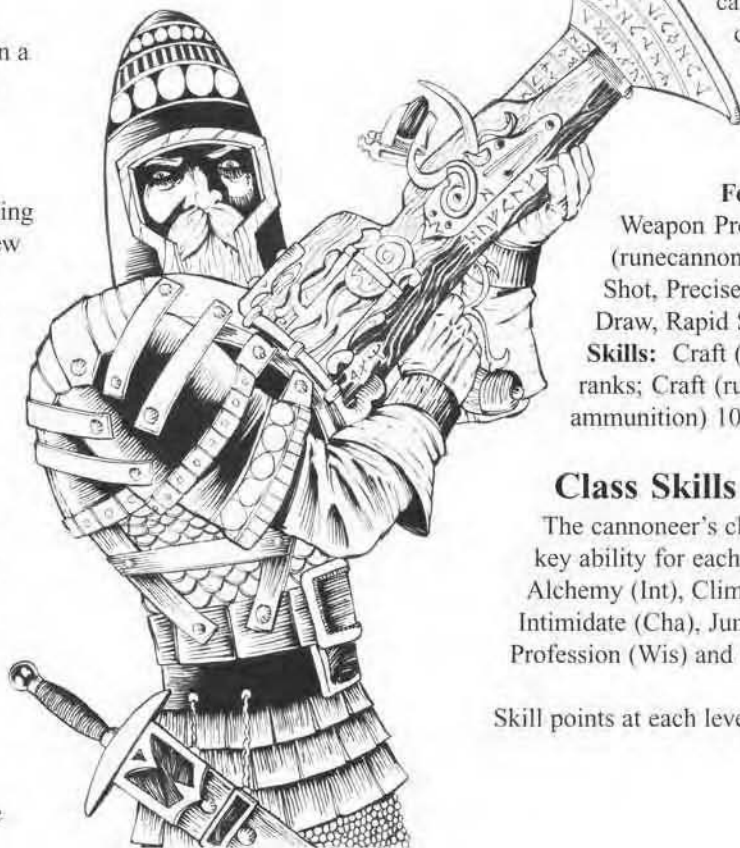 n a
ing
ew
ca
c
Fe
Weapon Pro
(runecannon
Shot, Precise
Draw, Rapid S
Skills: Craft (
ranks; Craft (ru
ammunition) 10
Class Skills
The cannoneer's cl
key ability for each
Alchemy (Int), Clim
Intimidate (Cha), Jum
Profession (Wis) and
Skill points at each leve